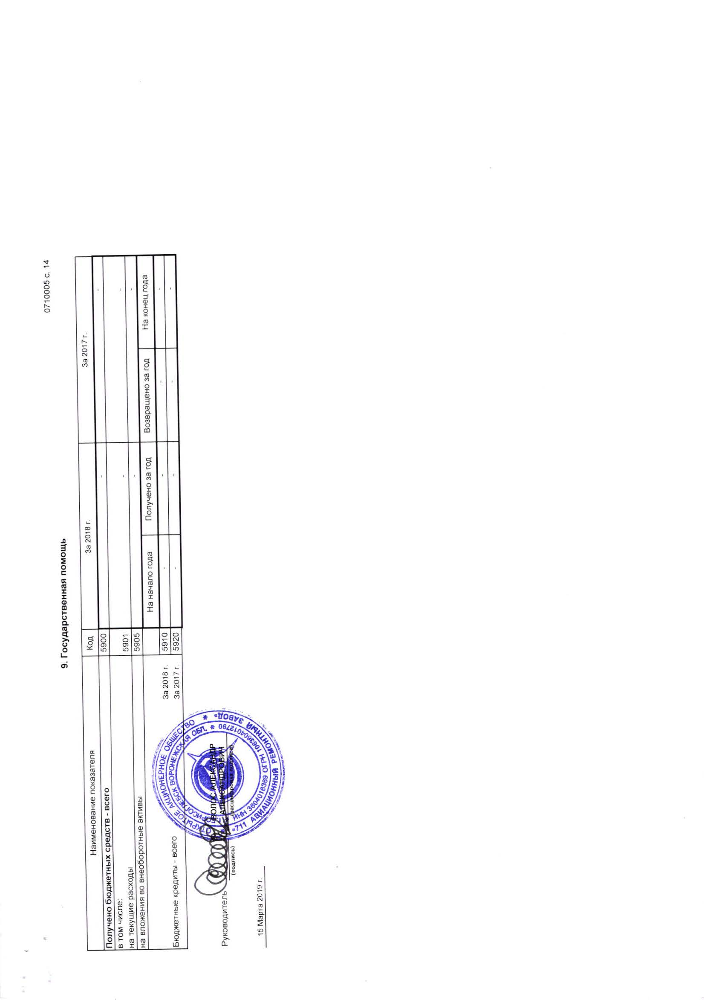 0710005 с. 14
9. Государственная помощь
Наименование показателя Код За 2018 г. За 2017 г.
Получено бюджетных средств - всего 5900 - -
в том числе:
на текущие расходы 5901 - -
на вложения во внеоборотные активы 5905 - -
На начало года Получено за год Возвращено за год На конец года
За 2018 г. 5910 - - - -
Бюджетные кредиты - всего За 2017 г. 5920 - - - -
Руководитель
ВОЛОС АЛЕКСАНДР
АЛЕКСАНДРОВИЧ
(подпись) (расшифровка подписи)
15 Марта 2019 г.
ОТКРЫТОЕ АКЦИОНЕРНОЕ ОБЩЕСТВО
«711 АВИАЦИОННЫЙ РЕМОНТНЫЙ ЗАВОД»
БОРИСОГЛЕБСК ВОРОНЕЖСКАЯ ОБЛ.
ИНН 3604016369 ОГРН 1063604012790